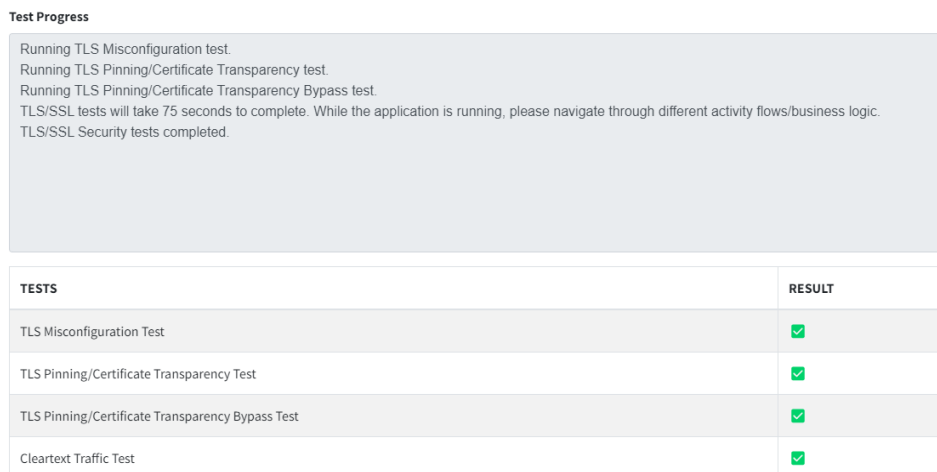 Test Progress
Running TLS Misconfiguration test.
Running TLS Pinning/Certificate Transparency test.
Running TLS Pinning/Certificate Transparency Bypass test.
TLS/SSL tests will take 75 seconds to complete. While the application is running, please navigate through different activity flows/business logic.
TLS/SSL Security tests completed.
TESTS RESULT
TLS Misconfiguration Test
TLS Pinning/Certificate Transparency Test
TLS Pinning/Certificate Transparency Bypass Test
Cleartext Traffic Test